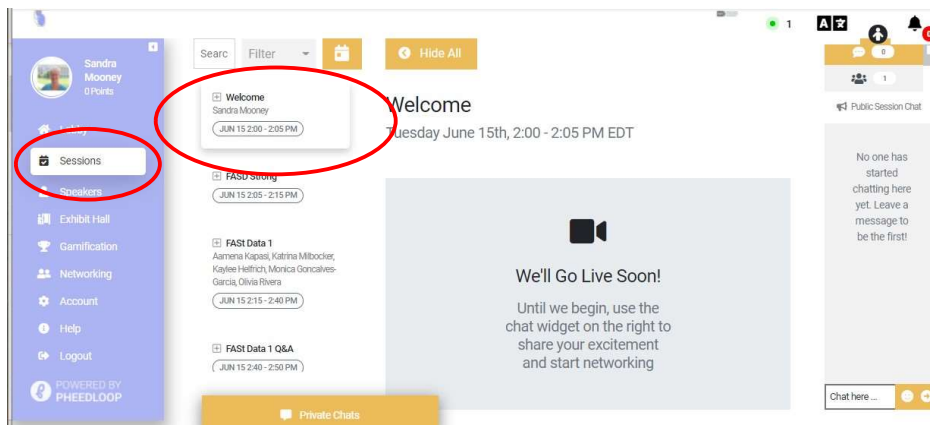 Sandra
Mooney
0 Points
Lobby
Sessions
Speakers
Exhibit Hall
Gamification
Networking
Account
Help
Logout
POWERED BY
PHEEDLOOP
Searc
Filter
Welcome
Sandra Mooney
JUN 15 2:00 - 2:05 PM
FASD Strong
JUN 15 2:05 - 2:15 PM
FASt Data 1
Aamena Kapasi, Katrina Milbocker,
Kaylee Helfrich, Monica Goncalves-
Garcia, Olivia Rivera
JUN 15 2:15 - 2:40 PM
FASt Data 1 Q&A
JUN 15 2:40 - 2:50 PM
Private Chats
Hide All
Welcome
Tuesday June 15th, 2:00 - 2:05 PM EDT
We'll Go Live Soon!
Until we begin, use the
chat widget on the right to
share your excitement
and start networking
1
0
1
Public Session Chat
No one has
started
chatting here
yet. Leave a
message to
be the first!
Chat here ...